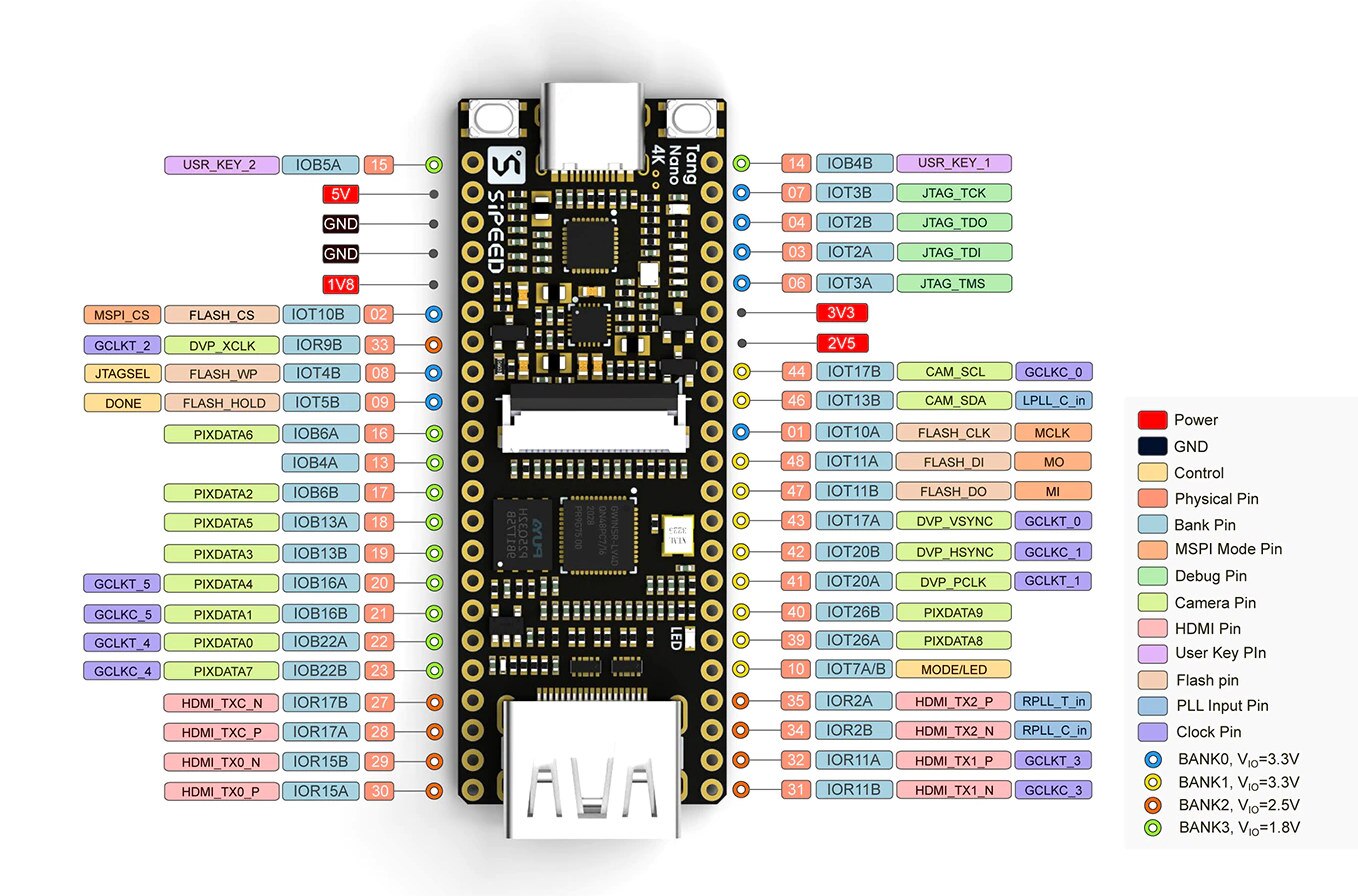 USR_KEY_2 IOB5A 15
5V
GND
GND
1V8
MSPI_CS FLASH_CS IOT10B 02
GCLKT_2 DVP_XCLK IOR9B 33
JTAGSEL FLASH_WP IOT4B 08
DONE FLASH_HOLD IOT5B 09
PIXDATA6 IOB6A 16
IOB4A 13
PIXDATA2 IOB6B 17
PIXDATA5 IOB13A 18
PIXDATA3 IOB13B 19
GCLKT_5 PIXDATA4 IOB16A 20
GCLKC_5 PIXDATA1 IOB16B 21
GCLKT_4 PIXDATA0 IOB22A 22
GCLKC_4 PIXDATA7 IOB22B 23
HDMI_TXC_N IOR17B 27
HDMI_TXC_P IOR17A 28
HDMI_TX0_N IOR15B 29
HDMI_TX0_P IOR15A 30
SiPEED
Tang
Nano
4K
PUYA
P25Q32H
9B1T75B
LED
14 IOB4B USR_KEY_1
07 IOT3B JTAG_TCK
04 IOT2B JTAG_TDO
03 IOT2A JTAG_TDI
06 IOT3A JTAG_TMS
3V3
2V5
44 IOT17B CAM_SCL GCLKC_0
46 IOT13B CAM_SDA LPLL_C_in
01 IOT10A FLASH_CLK MCLK
48 IOT11A FLASH_DI MO
47 IOT11B FLASH_DO MI
43 IOT17A DVP_VSYNC GCLKT_0
42 IOT20B DVP_HSYNC GCLKC_1
41 IOT20A DVP_PCLK GCLKT_1
40 IOT26B PIXDATA9
39 IOT26A PIXDATA8
10 IOT7A/B MODE/LED
35 IOR2A HDMI_TX2_P RPLL_T_in
34 IOR2B HDMI_TX2_N RPLL_C_in
32 IOR11A HDMI_TX1_P GCLKT_3
31 IOR11B HDMI_TX1_N GCLKC_3
Power
GND
Control
Physical Pin
Bank Pin
MSPI Mode Pin
Debug Pin
Camera Pin
HDMI Pin
User Key PIn
Flash pin
PLL Input Pin
Clock Pin
BANK0, VIO=3.3V
BANK1, VIO=3.3V
BANK2, VIO=2.5V
BANK3, VIO=1.8V